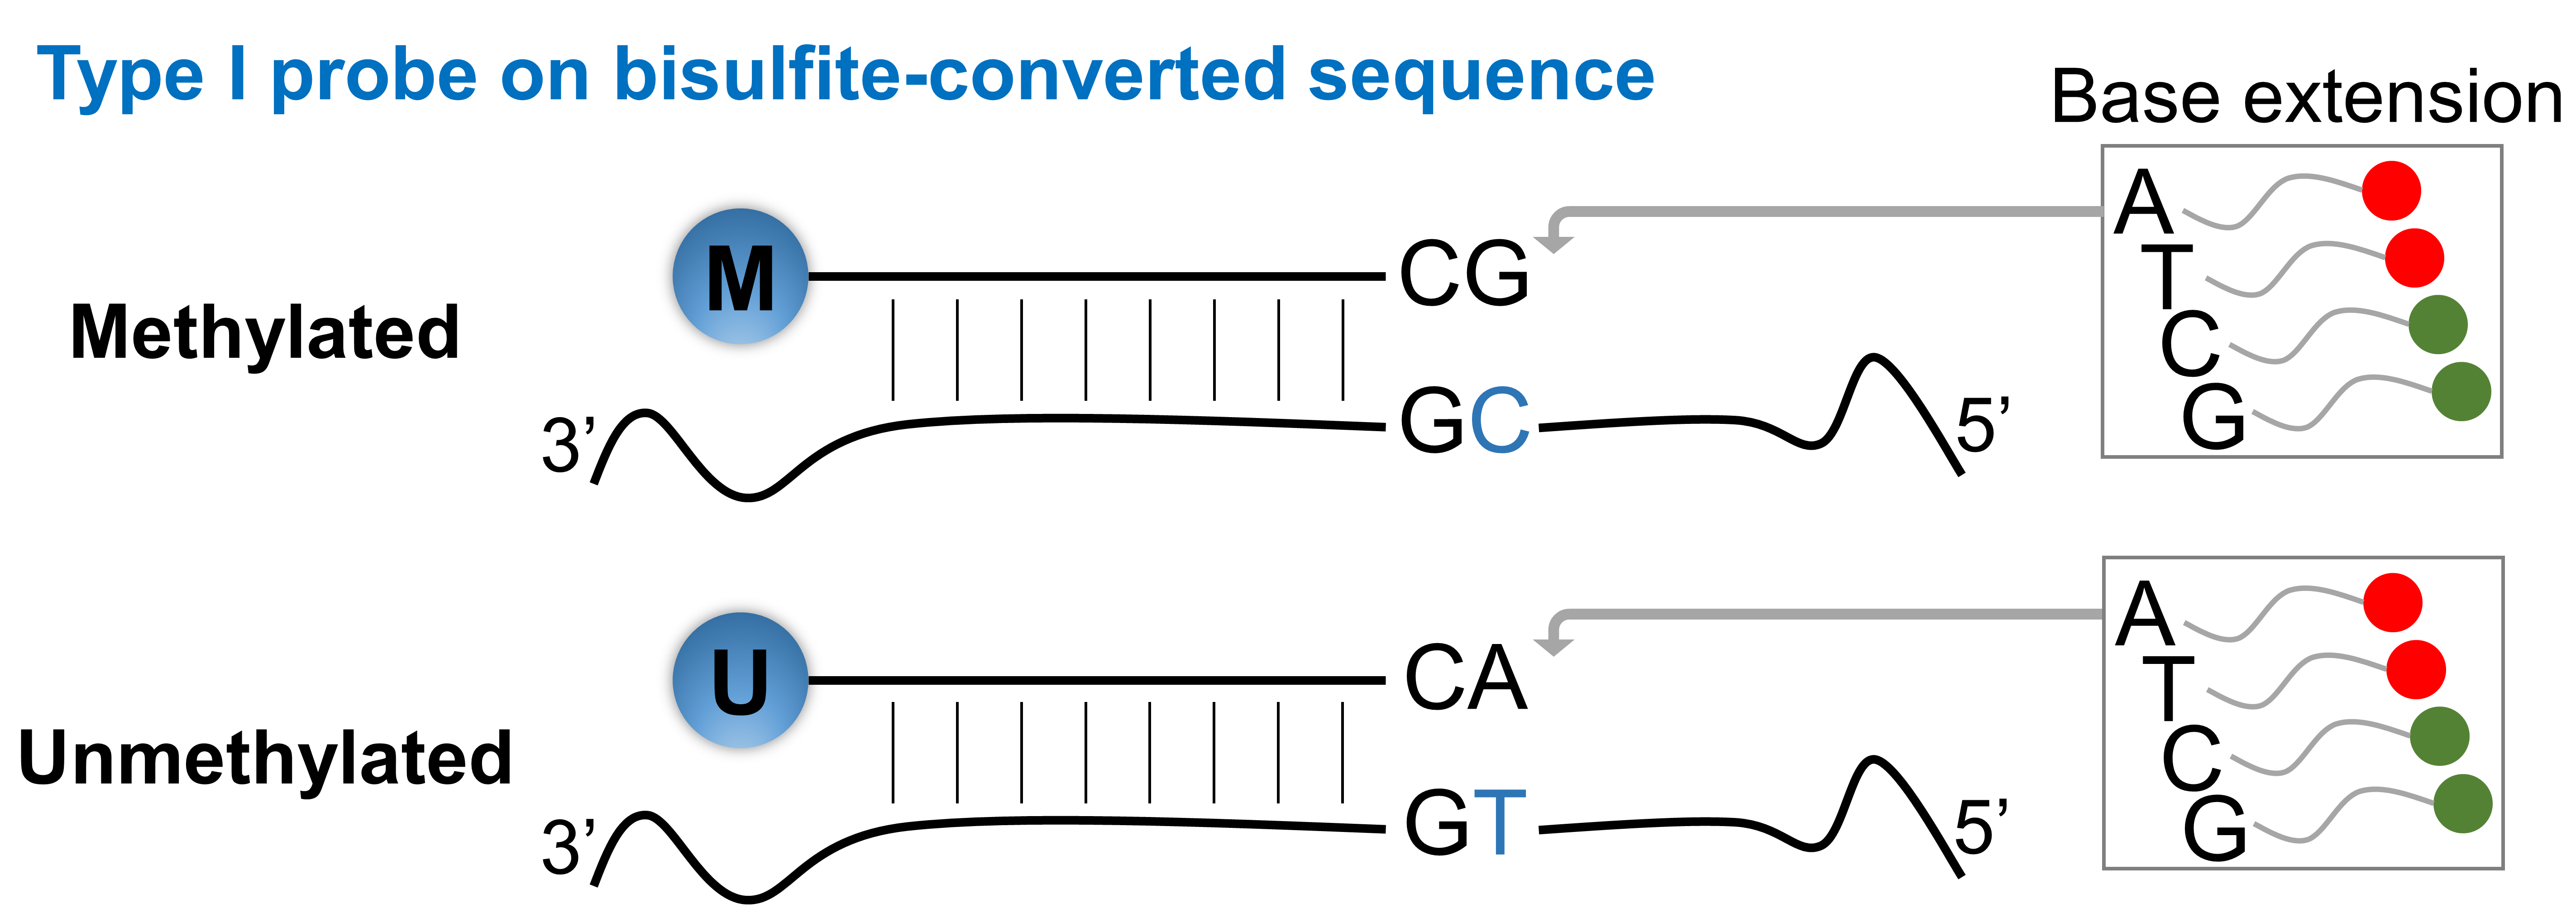 Type I probe on bisulfite-converted sequence
Base extension
M
CG
A
T
C
G
Methylated
3’
GC
5’
U
CA
A
T
C
G
Unmethylated
3’
GT
5’